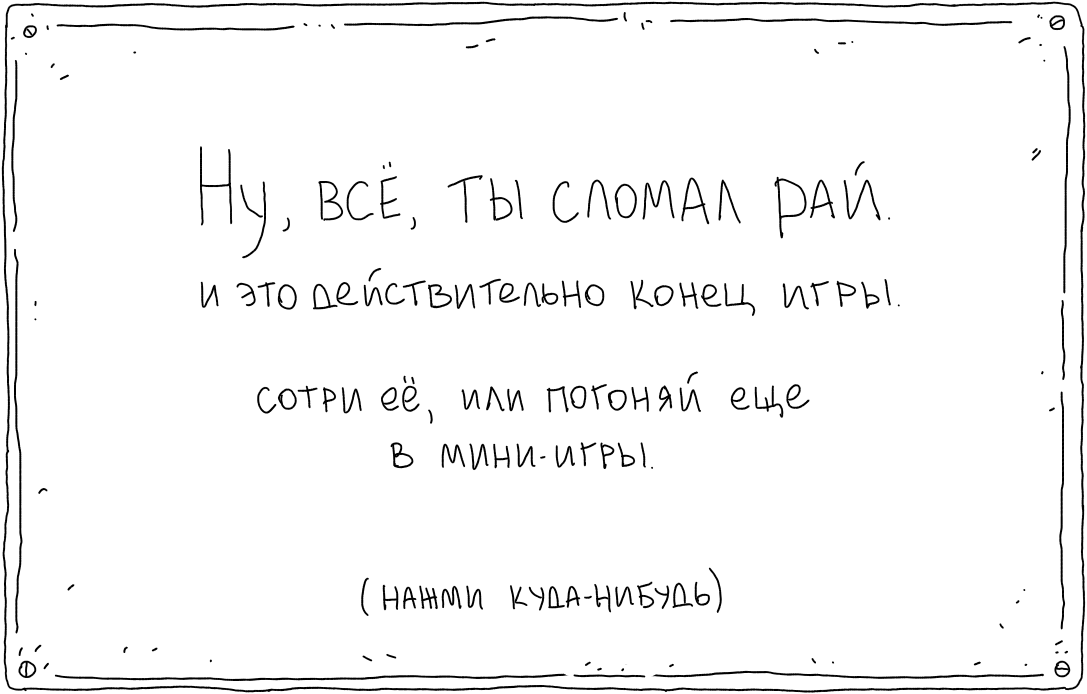 Ну, всё, ты сломал рай.
и это действительно конец игры.
сотри её, или погоняй еще
в мини-игры.
(нажми куда-нибудь)